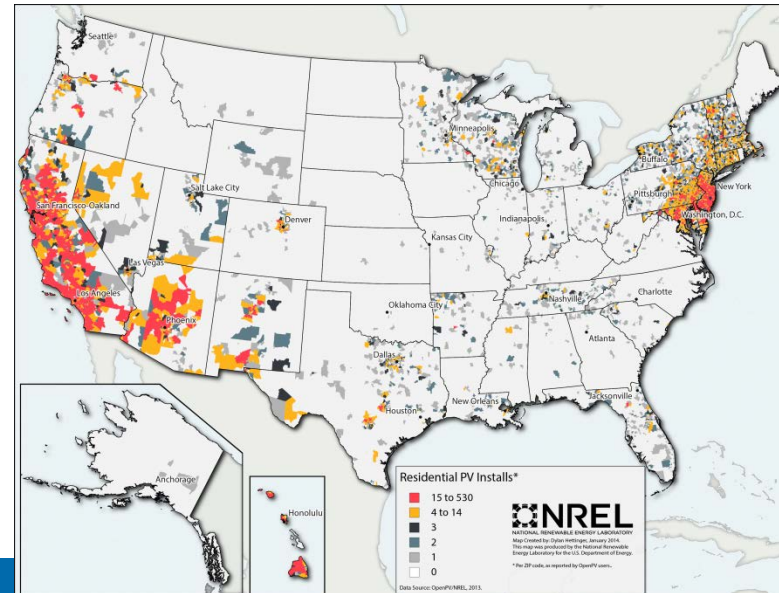 Seattle
Minneapolis
Buffalo
Salt Lake City
Chicago
Pittsburgh
New York
San Francisco-Oakland
Denver
Indianapolis
Washington, D.C.
Kansas City
Las Vegas
Los Angeles
Oklahoma City
Nashville
Charlotte
Phoenix
Atlanta
Dallas
Jacksonville
New Orleans
Houston
Anchorage
Honolulu
Residential PV Installs*
15 to 530
4 to 14
3
2
1
0
NREL
NATIONAL RENEWABLE ENERGY LABORATORY
Map Created by: Dylan Hettinger, January 2014.
This map was produced by the National Renewable
Energy Laboratory for the U.S. Department of Energy.
* Per ZIP code, as reported by OpenPV users.
Data Source: OpenPV/NREL, 2013.